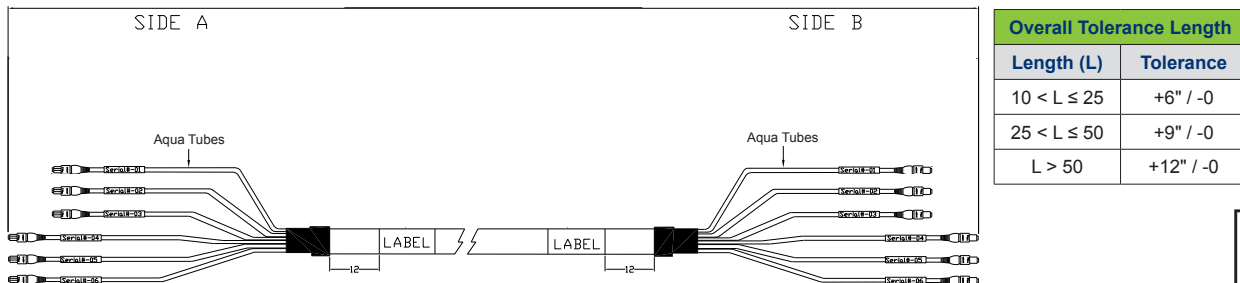 SIDE A
SIDE B
Overall Tolerance Length
Length (L) Tolerance
10 < L ≤ 25 +6" / -0
25 < L ≤ 50 +9" / -0
L > 50 +12" / -0
Aqua Tubes
Aqua Tubes
Serial#-01
Serial#-01
Serial#-02
Serial#-02
Serial#-03
Serial#-03
Serial#-04
Serial#-04
LABEL
LABEL
Serial#-05
Serial#-05
12
12
Serial#-06
Serial#-06